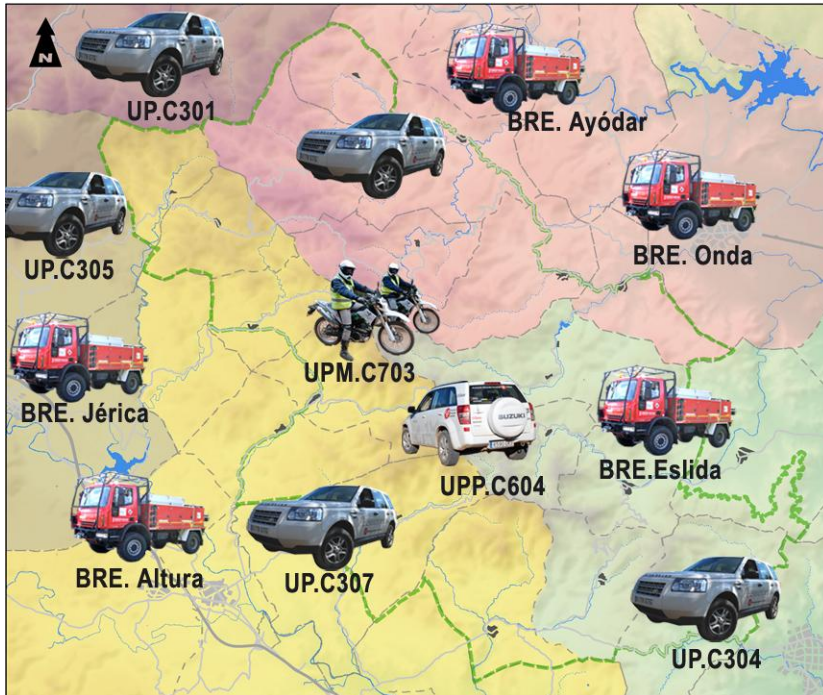 N
UP.C301
BRE. Ayódar
UP.C305
BRE. Onda
UPM.C703
BRE. Jérica
SUZUKI
UPP.C604
BRE.Eslida
BRE. Altura
UP.C307
UP.C304